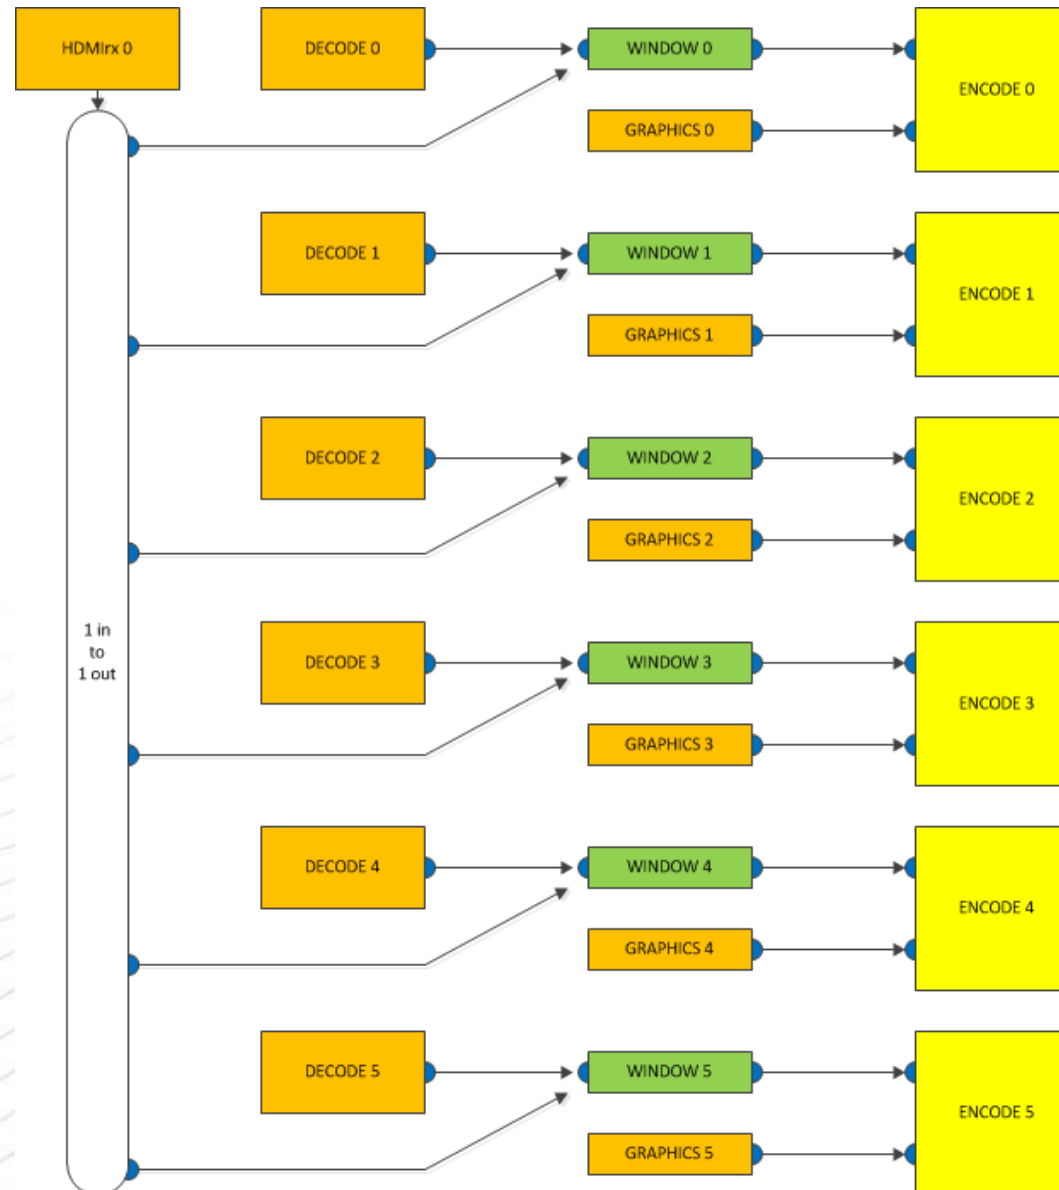 HDMIrx 0
DECODE 0
WINDOW 0
ENCODE 0
GRAPHICS 0
DECODE 1
WINDOW 1
ENCODE 1
GRAPHICS 1
DECODE 2
WINDOW 2
ENCODE 2
GRAPHICS 2
1 in
to
1 out
DECODE 3
WINDOW 3
ENCODE 3
GRAPHICS 3
DECODE 4
WINDOW 4
ENCODE 4
GRAPHICS 4
DECODE 5
WINDOW 5
ENCODE 5
GRAPHICS 5